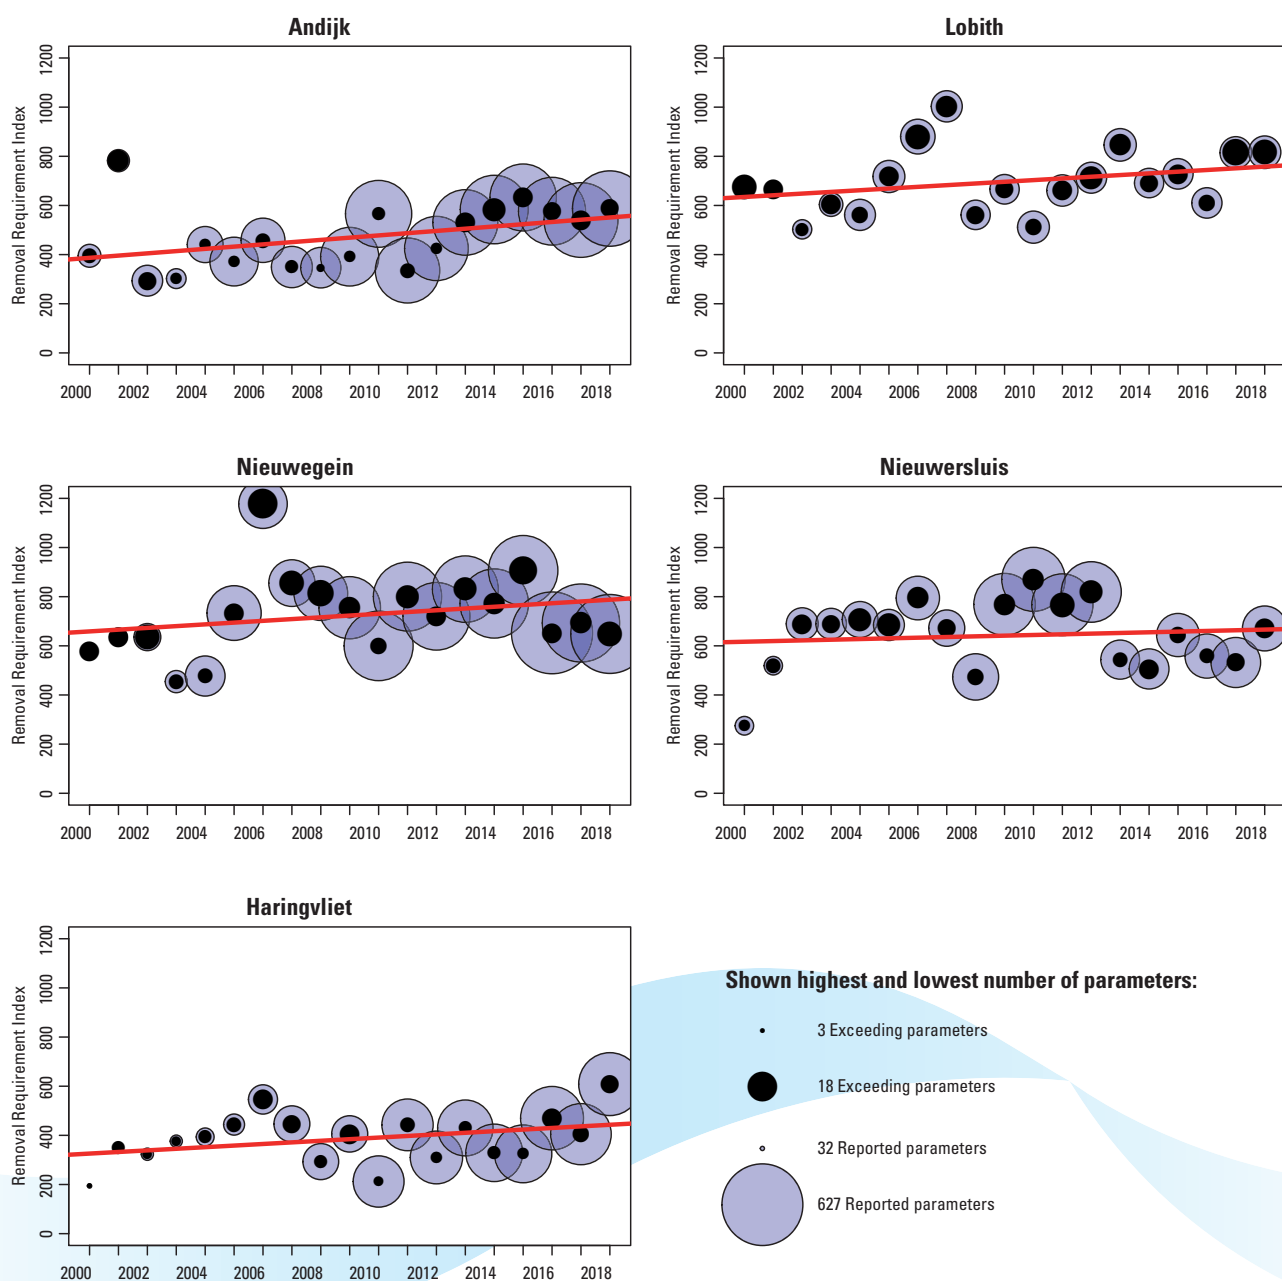 Andijk
Removal Requirement Index
1200
1000
800
600
400
200
0
2000 2002 2004 2006 2008 2010 2012 2014 2016 2018
Lobith
Removal Requirement Index
1200
1000
800
600
400
200
0
2000 2002 2004 2006 2008 2010 2012 2014 2016 2018
Nieuwegein
Removal Requirement Index
1200
1000
800
600
400
200
0
2000 2002 2004 2006 2008 2010 2012 2014 2016 2018
Nieuwersluis
Removal Requirement Index
1200
1000
800
600
400
200
0
2000 2002 2004 2006 2008 2010 2012 2014 2016 2018
Haringvliet
Removal Requirement Index
1200
1000
800
600
400
200
0
2000 2002 2004 2006 2008 2010 2012 2014 2016 2018
Shown highest and lowest number of parameters:
3 Exceeding parameters
18 Exceeding parameters
32 Reported parameters
627 Reported parameters